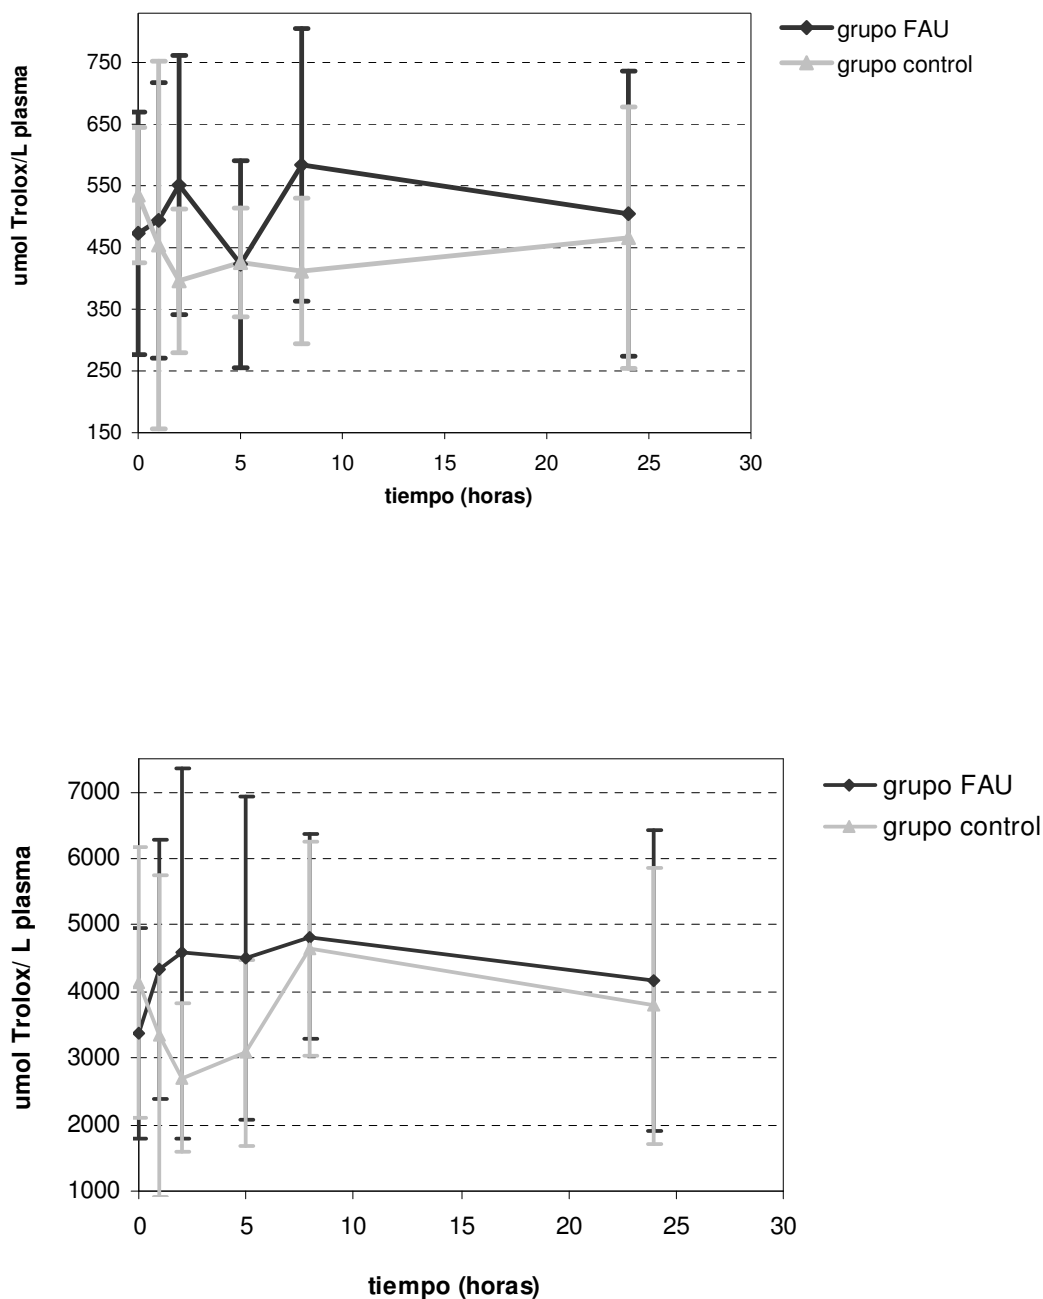 grupo FAU
grupo control
umol Trolox/L plasma
750
650
550
450
350
250
150
0 5 10 15 20 25 30
tiempo (horas)
grupo FAU
grupo control
umol Trolox/ L plasma
7000
6000
5000
4000
3000
2000
1000
0 5 10 15 20 25 30
tiempo (horas)